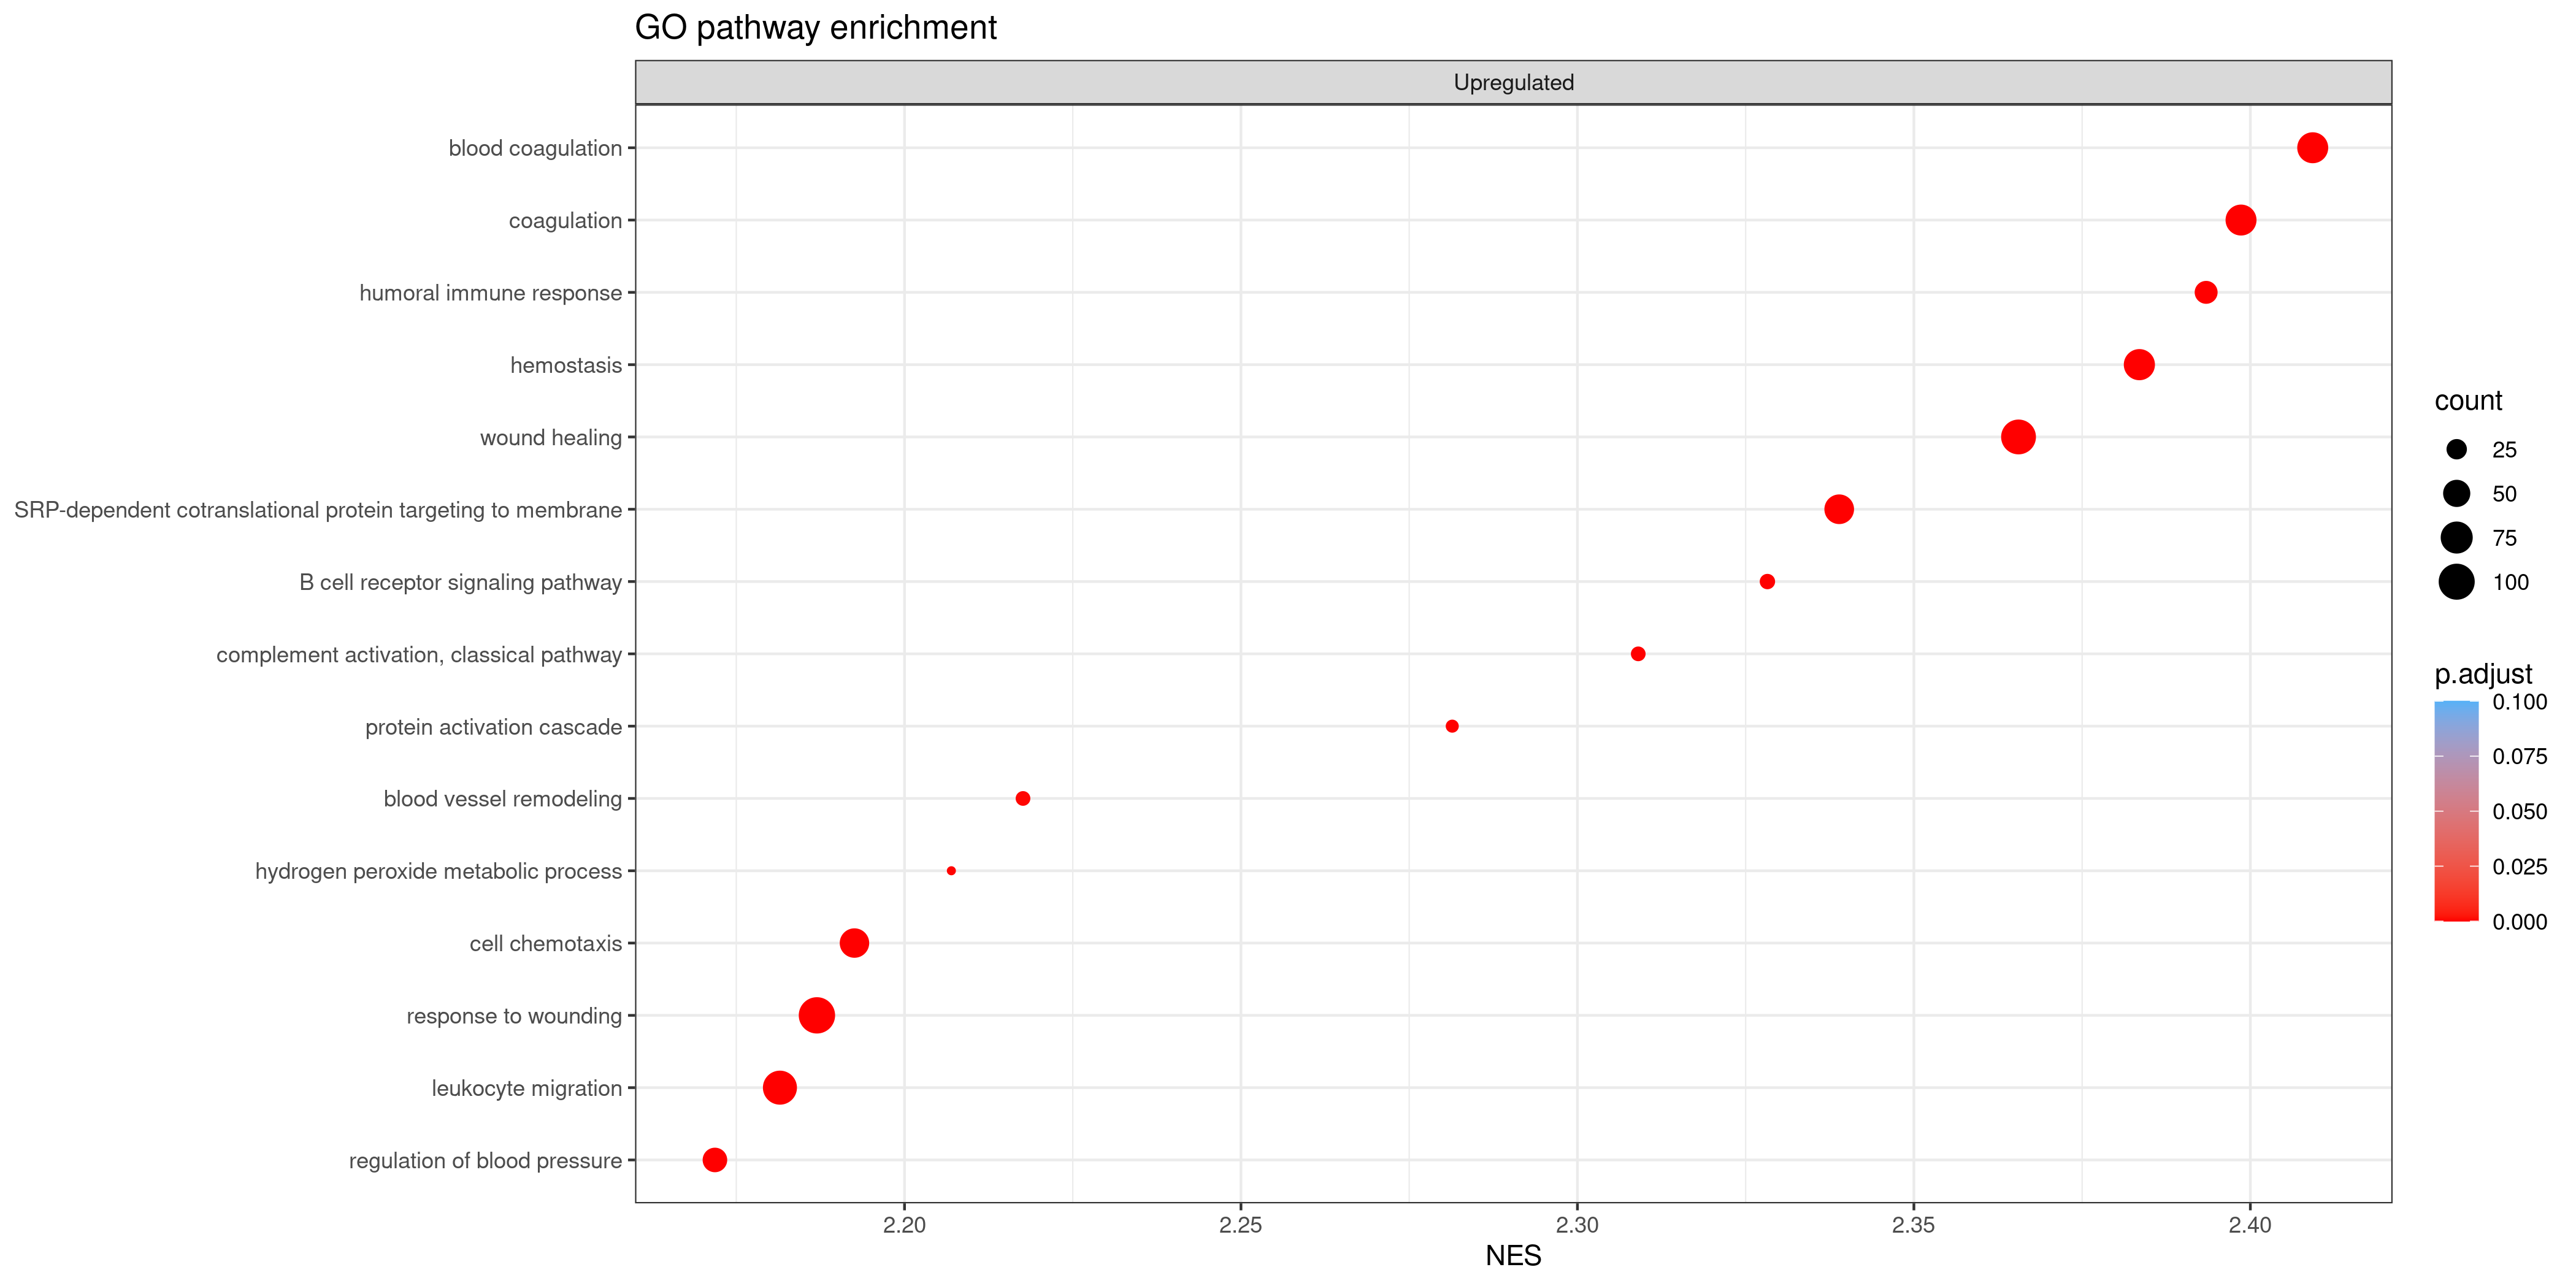 GO pathway enrichment
Upregulated
blood coagulation
coagulation
humoral immune response
hemostasis
wound healing
SRP-dependent cotranslational protein targeting to membrane
B cell receptor signaling pathway
complement activation, classical pathway
protein activation cascade
blood vessel remodeling
hydrogen peroxide metabolic process
cell chemotaxis
response to wounding
leukocyte migration
regulation of blood pressure
2.20 2.25 2.30 2.35 2.40
NES
count
25
50
75
100
p.adjust
0.100
0.075
0.050
0.025
0.000